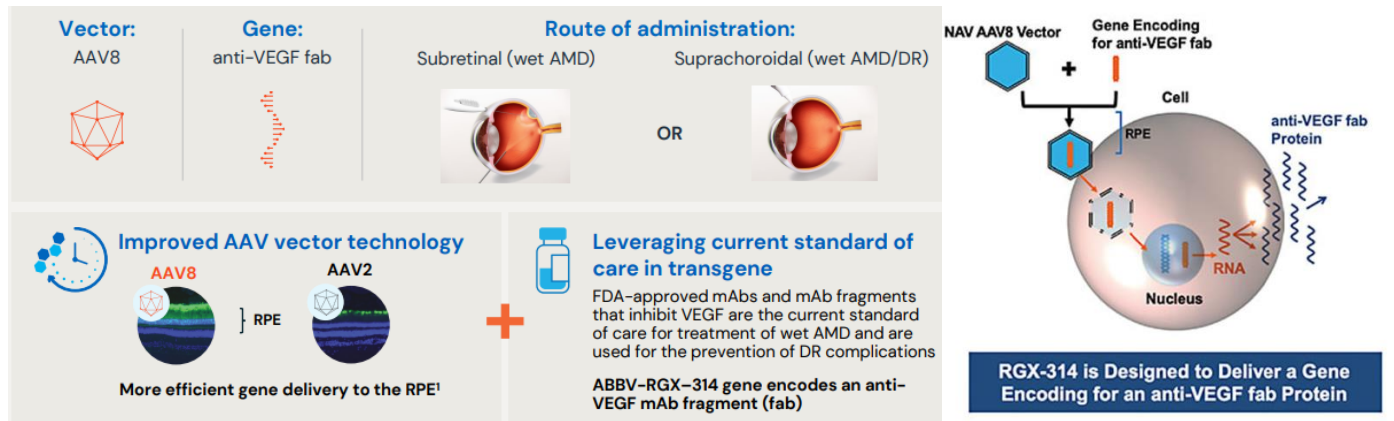 Vector:
AAV8
Gene:
anti-VEGF fab
Route of administration:
Subretinal (wet AMD)
OR
Suprachoroidal (wet AMD/DR)
Improved AAV vector technology
AAV8
RPE
AAV2
More efficient gene delivery to the RPE¹
Leveraging current standard of
care in transgene
FDA-approved mAbs and mAb fragments
that inhibit VEGF are the current standard
of care for treatment of wet AMD and are
used for the prevention of DR complications
ABBV-RGX–314 gene encodes an anti-
VEGF mAb fragment (fab)
NAV AAV8 Vector
+
Gene Encoding
for anti-VEGF fab
Cell
RPE
anti-VEGF fab
Protein
RNA
Nucleus
RGX-314 is Designed to Deliver a Gene
Encoding for an anti-VEGF fab Protein